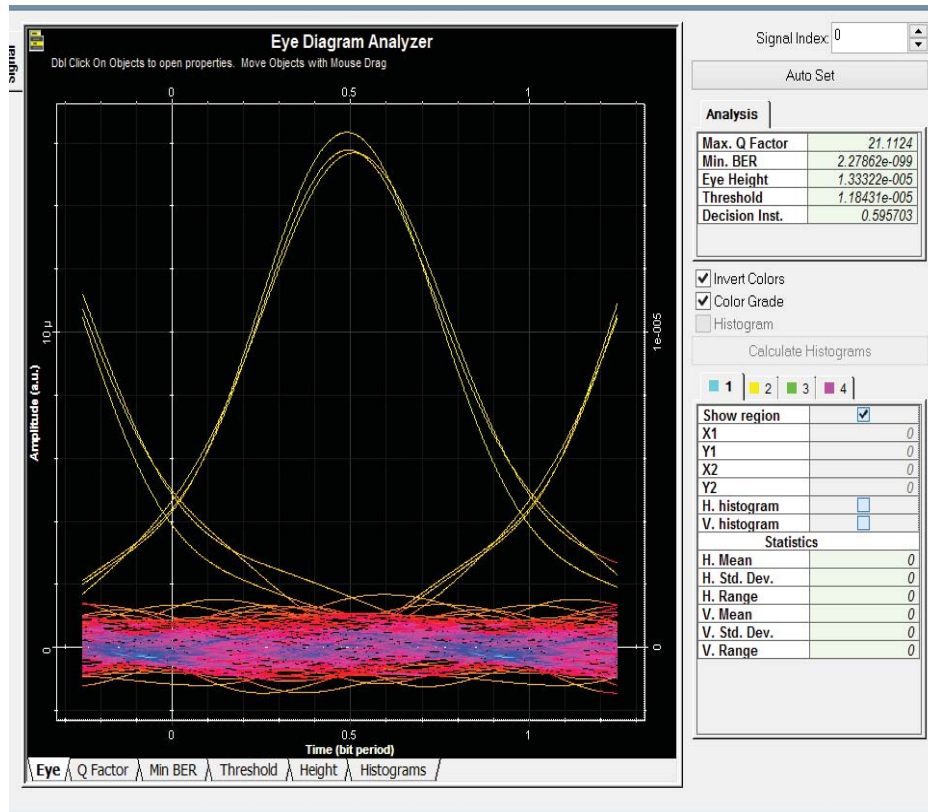 Signal
Eye Diagram Analyzer
Dbl Click On Objects to open properties. Move Objects with Mouse Drag
0 0.5 1
Amplitude (a.u.)
10 µ
0
1e-005
0
0 0.5 1
Time (bit period)
Eye Q Factor Min BER Threshold Height Histograms
Signal Index: 0
Auto Set
Analysis
Max. Q Factor 21.1124
Min. BER 2.27862e-099
Eye Height 1.33322e-005
Threshold 1.18431e-005
Decision Inst. 0.595703
Invert Colors
Color Grade
Histogram
Calculate Histograms
1 2 3 4
Show region
X1 0
Y1 0
X2 0
Y2 0
H. histogram
V. histogram
Statistics
H. Mean 0
H. Std. Dev. 0
H. Range 0
V. Mean 0
V. Std. Dev. 0
V. Range 0